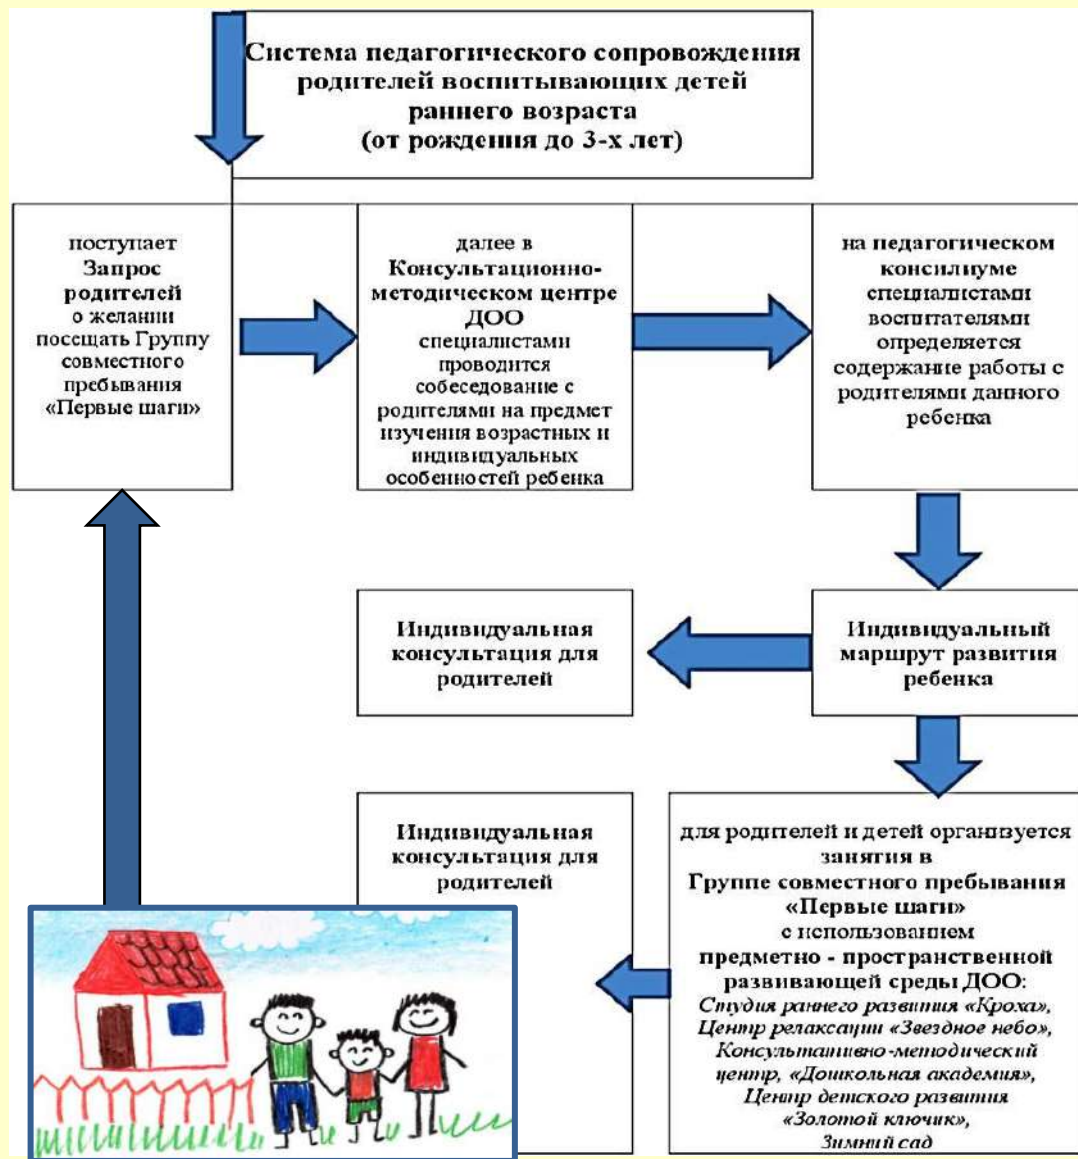 Система педагогического сопровождения
родителей воспитывающих детей
раннего возраста
(от рождения до 3-х лет)
поступает
Запрос
родителей
о желании
посещать Группу
совместного
пребывания
«Первые шаги»
далее в
Консультационно-
методическом центре
ДОО
специалистами
проводится
собеседование с
родителями на предмет
изучения возрастных и
индивидуальных
особенностей ребенка
на педагогическом
консилиуме
специалистами
воспитателями
определяется
содержание работы с
родителями данного
ребенка
Индивидуальная
консультация для
родителей
Индивидуальный
маршрут развития
ребенка
Индивидуальная
консультация для
родителей
для родителей и детей организуется
занятия в
Группе совместного пребывания
«Первые шаги»
с использованием
предметно - пространственной
развивающей среды ДОО:
Студия раннего развития «Кроха»,
Центр релаксации «Звездное небо»,
Консультативно-методический
центр, «Дошкольная академия»,
Центр детского развития
«Золотой ключик»,
Зимний сад